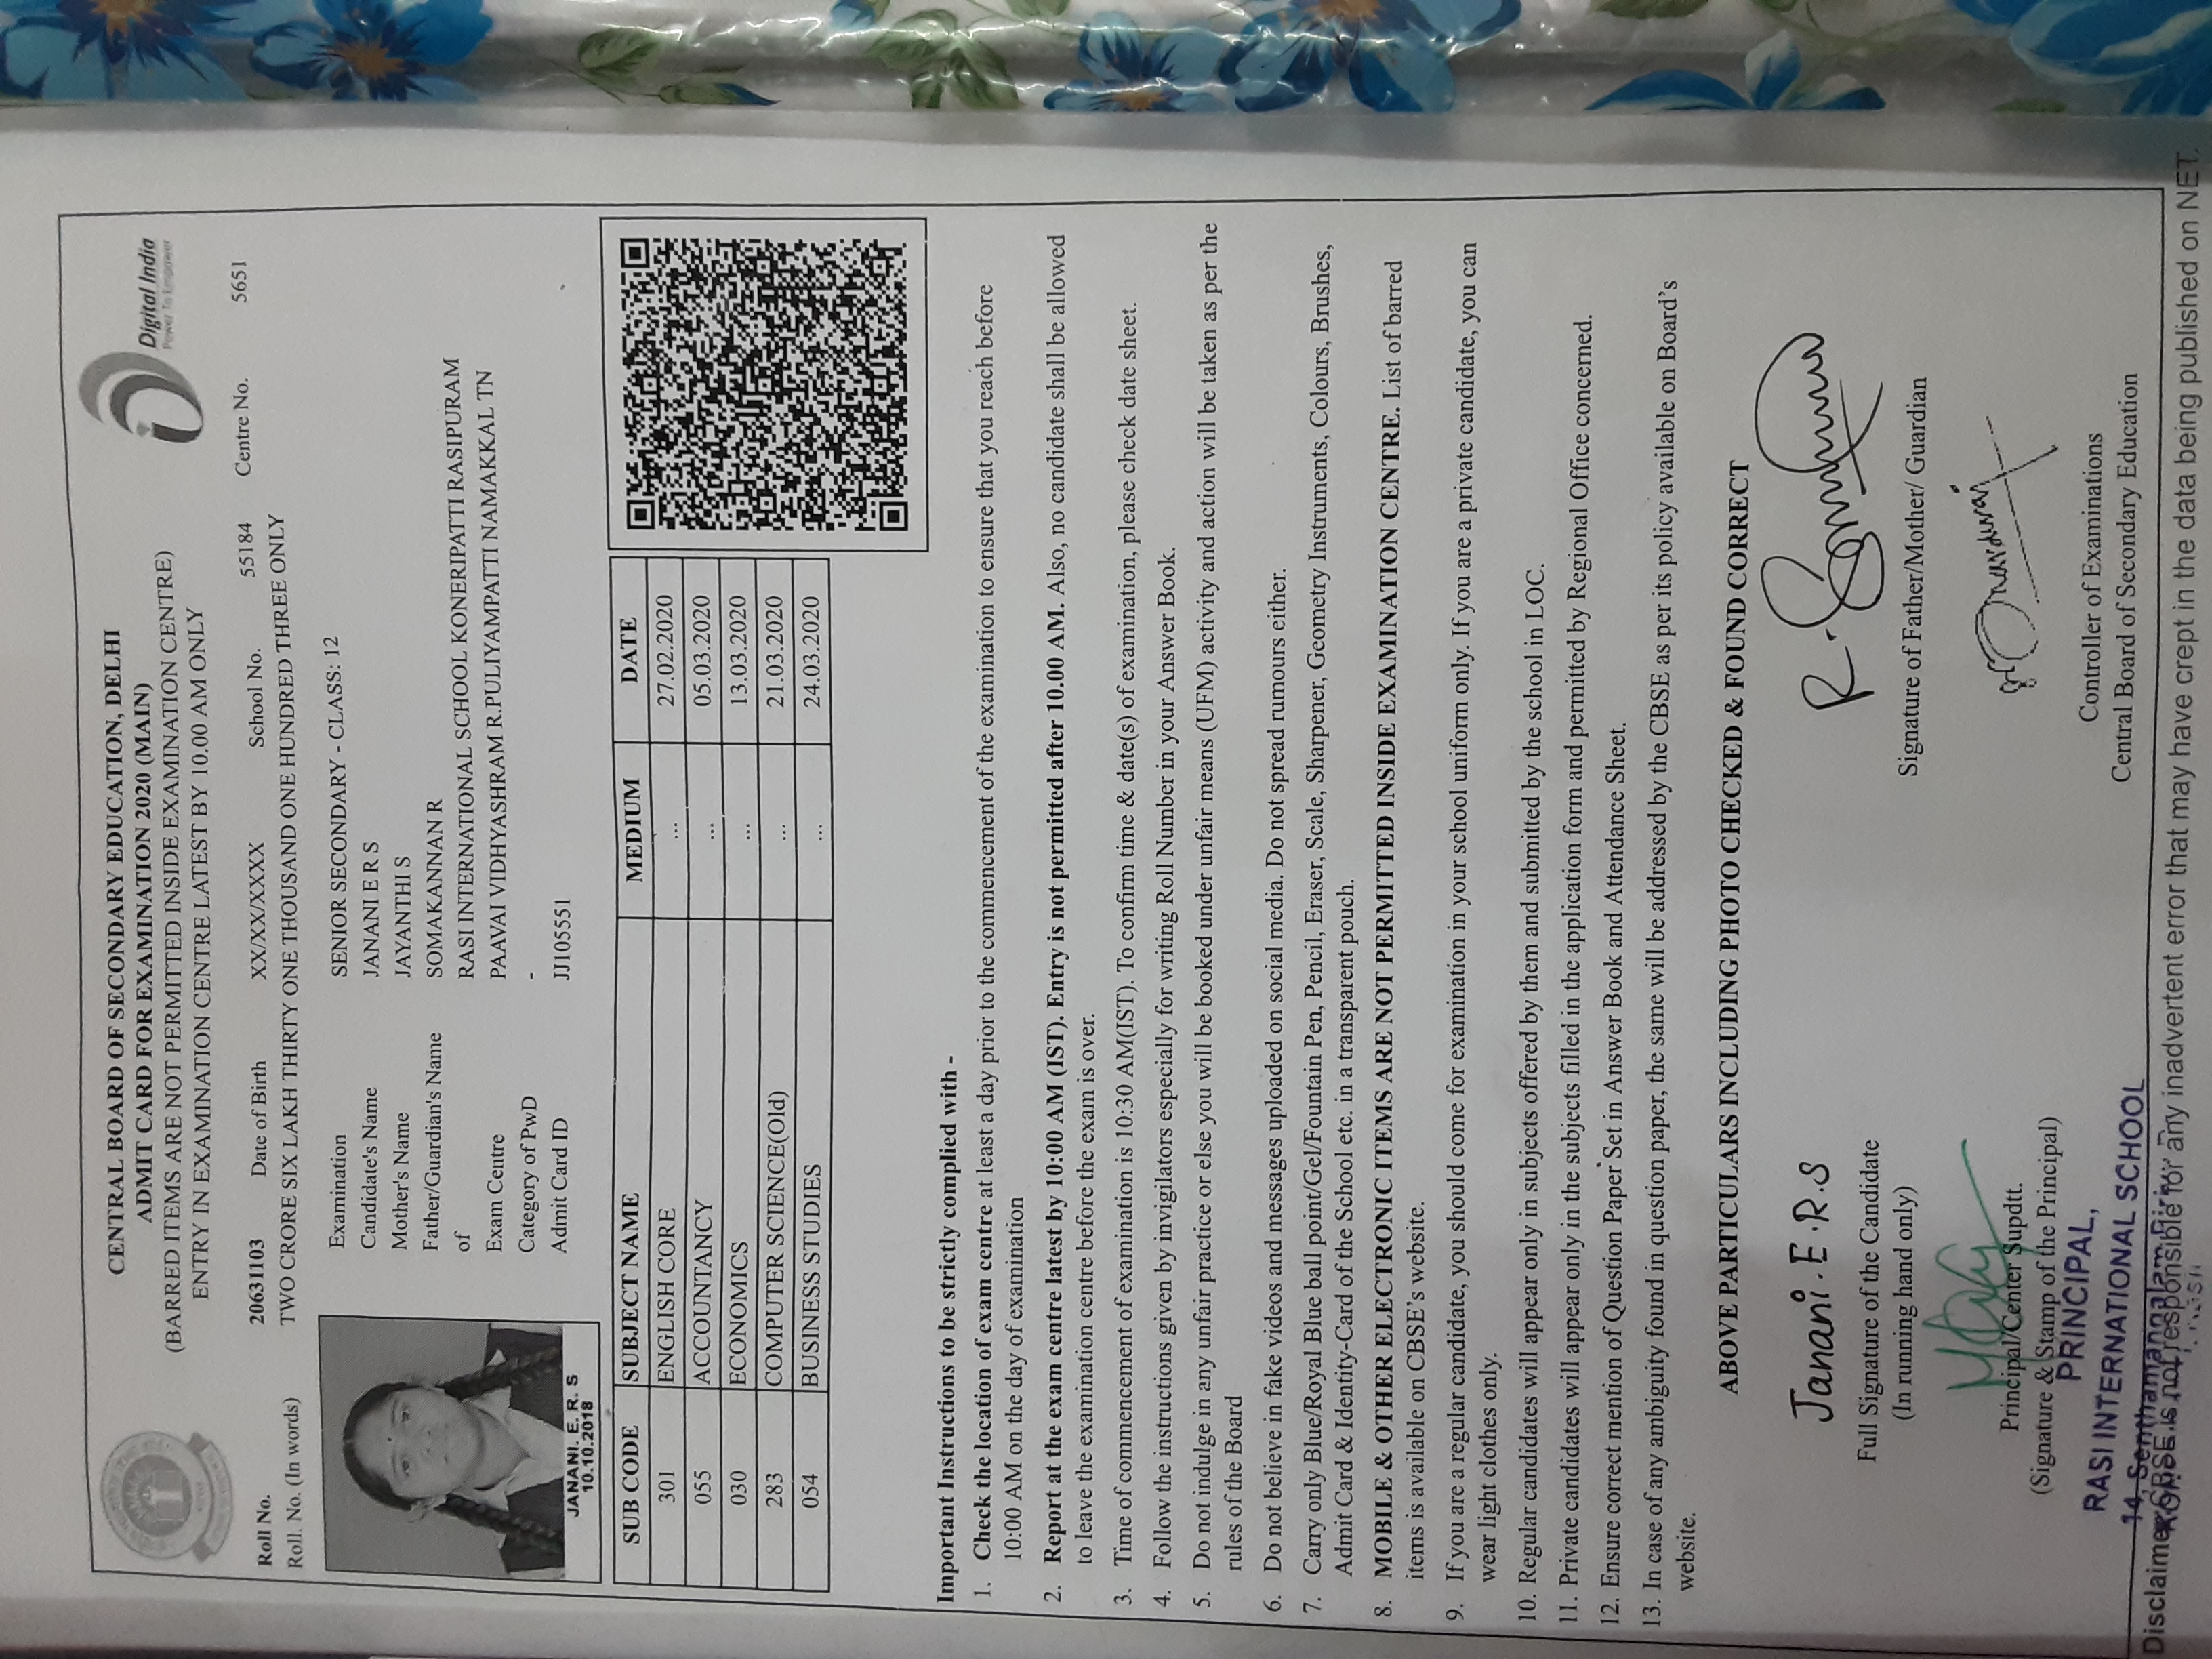 CENTRAL BOARD OF SECONDARY EDUCATION, DELHI
ADMIT CARD FOR EXAMINATION 2020 (MAIN)
(BARRED ITEMS ARE NOT PERMITTED INSIDE EXAMINATION CENTRE)
ENTRY IN EXAMINATION CENTRE LATEST BY 10.00 AM ONLY
Digital India
Power To Empower
Roll No. 20631103 Date of Birth XX/XX/XXXX School No. 55184 Centre No. 5651
Roll. No. (In words) TWO CRORE SIX LAKH THIRTY ONE THOUSAND ONE HUNDRED THREE ONLY
Examination SENIOR SECONDARY - CLASS: 12
Candidate's Name JANANI E R S
Mother's Name JAYANTHI S
Father/Guardian's Name SOMAKANNAN R
of RASI INTERNATIONAL SCHOOL KONERIPATTI RASIPURAM
Exam Centre PAAVAI VIDHYASHRAM R.PULIYAMPATTI NAMAKKAL TN
Category of PwD -
Admit Card ID JJ105551
JANANI. E. R. S
10.10.2018
SUB CODE SUBJECT NAME MEDIUM DATE
301 ENGLISH CORE ... 27.02.2020
055 ACCOUNTANCY ... 05.03.2020
030 ECONOMICS ... 13.03.2020
283 COMPUTER SCIENCE(Old) ... 21.03.2020
054 BUSINESS STUDIES ... 24.03.2020
Important Instructions to be strictly complied with -
1. Check the location of exam centre at least a day prior to the commencement of the examination to ensure that you reach before
10:00 AM on the day of examination
2. Report at the exam centre latest by 10:00 AM (IST). Entry is not permitted after 10.00 AM. Also, no candidate shall be allowed
to leave the examination centre before the exam is over.
3. Time of commencement of examination is 10:30 AM(IST). To confirm time & date(s) of examination, please check date sheet.
4. Follow the instructions given by invigilators especially for writing Roll Number in your Answer Book.
5. Do not indulge in any unfair practice or else you will be booked under unfair means (UFM) activity and action will be taken as per the
rules of the Board
6. Do not believe in fake videos and messages uploaded on social media. Do not spread rumours either.
7. Carry only Blue/Royal Blue ball point/Gel/Fountain Pen, Pencil, Eraser, Scale, Sharpener, Geometry Instruments, Colours, Brushes,
Admit Card & Identity-Card of the School etc. in a transparent pouch.
8. MOBILE & OTHER ELECTRONIC ITEMS ARE NOT PERMITTED INSIDE EXAMINATION CENTRE. List of barred
items is available on CBSE's website.
9. If you are a regular candidate, you should come for examination in your school uniform only. If you are a private candidate, you can
wear light clothes only.
10. Regular candidates will appear only in subjects offered by them and submitted by the school in LOC.
11. Private candidates will appear only in the subjects filled in the application form and permitted by Regional Office concerned.
12. Ensure correct mention of Question Paper Set in Answer Book and Attendance Sheet.
13. In case of any ambiguity found in question paper, the same will be addressed by the CBSE as per its policy available on Board's
website.
ABOVE PARTICULARS INCLUDING PHOTO CHECKED & FOUND CORRECT
Janani.E.R.S
Full Signature of the Candidate
(In running hand only)
Signature of Father/Mother/ Guardian
Principal/Center Supdtt.
(Signature & Stamp of the Principal)
PRINCIPAL,
RASI INTERNATIONAL SCHOOL
14, Senthamangalam
Controller of Examinations
Central Board of Secondary Education
Disclaimer CBSE is not responsible for any inadvertent error that may have crept in the data being published on NET.